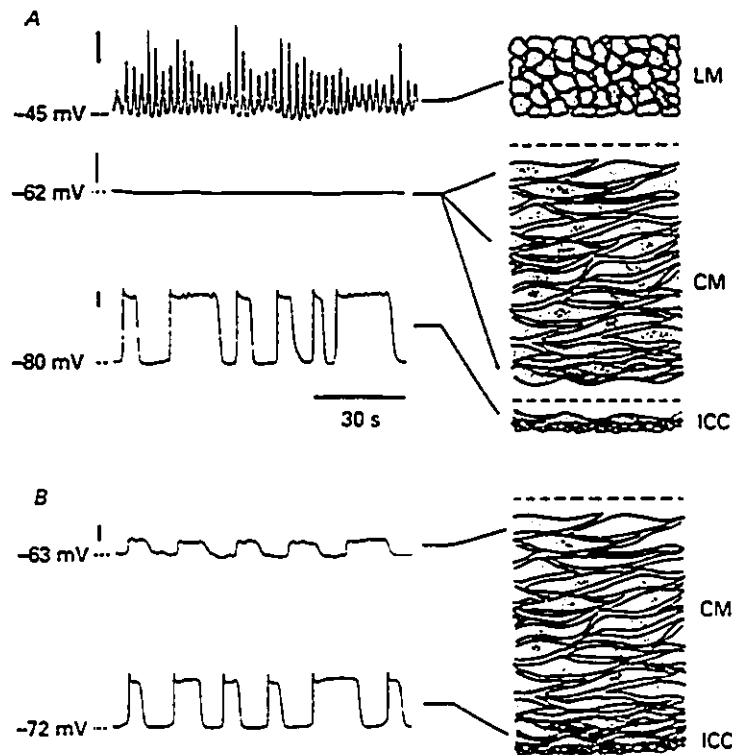 A
LM
–45 mV
–62 mV
CM
–80 mV
ICC
30 s
B
–63 mV
CM
–72 mV
ICC